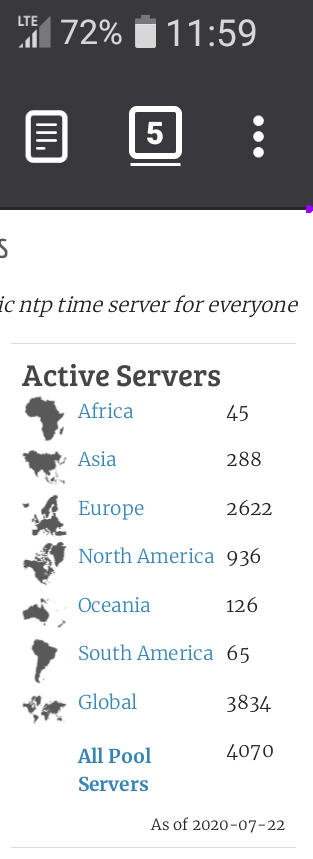 LTE 72% 11:59
5
s
ic ntp time server for everyone
Active Servers
Africa 45
Asia 288
Europe 2622
North America 936
Oceania 126
South America 65
Global 3834
All Pool 4070
Servers
As of 2020-07-22